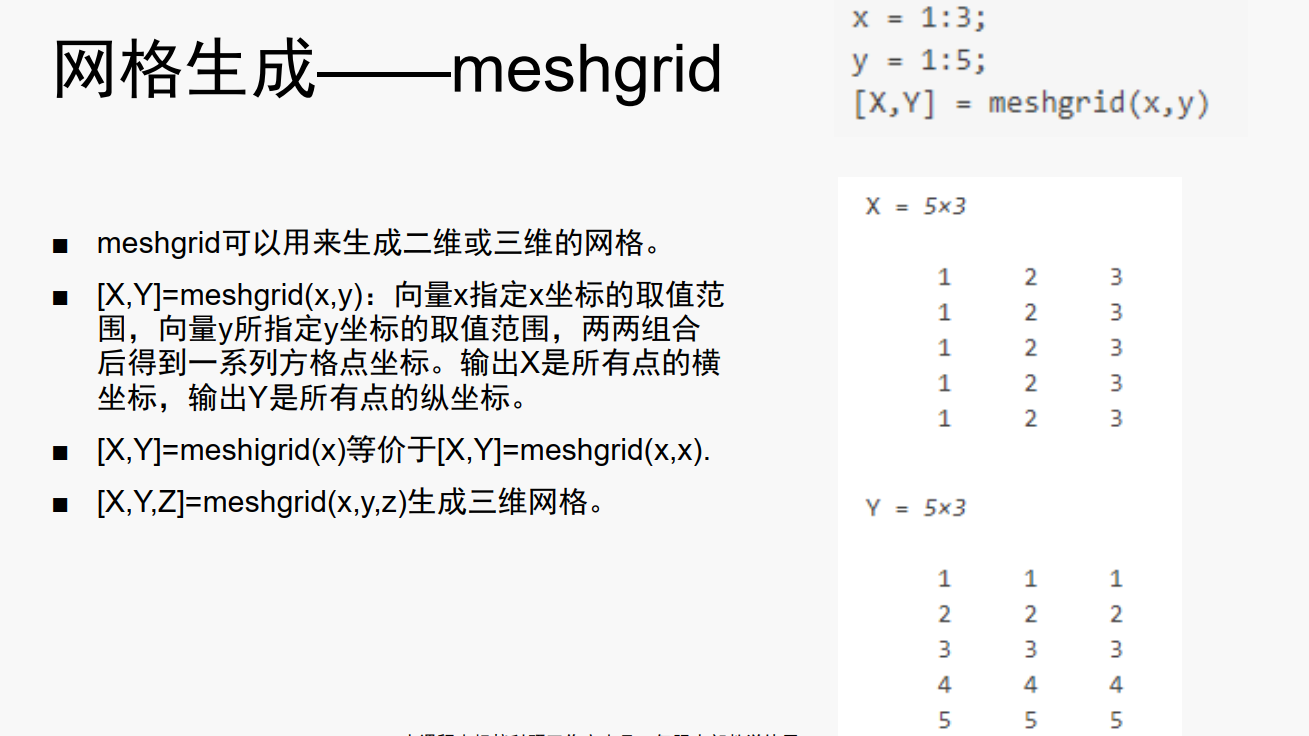 网格生成——meshgrid
■ meshgrid可以用来生成二维或三维的网格。
■ [X,Y]=meshgrid(x,y)：向量x指定x坐标的取值范
围，向量y所指定y坐标的取值范围，两两组合
后得到一系列方格点坐标。输出X是所有点的横
坐标，输出Y是所有点的纵坐标。
■ [X,Y]=meshigrid(x)等价于[X,Y]=meshgrid(x,x).
■ [X,Y,Z]=meshgrid(x,y,z)生成三维网格。
x = 1:3;
y = 1:5;
[X,Y] = meshgrid(x,y)
X = 5×3
1 2 3
1 2 3
1 2 3
1 2 3
1 2 3
Y = 5×3
1 1 1
2 2 2
3 3 3
4 4 4
5 5 5